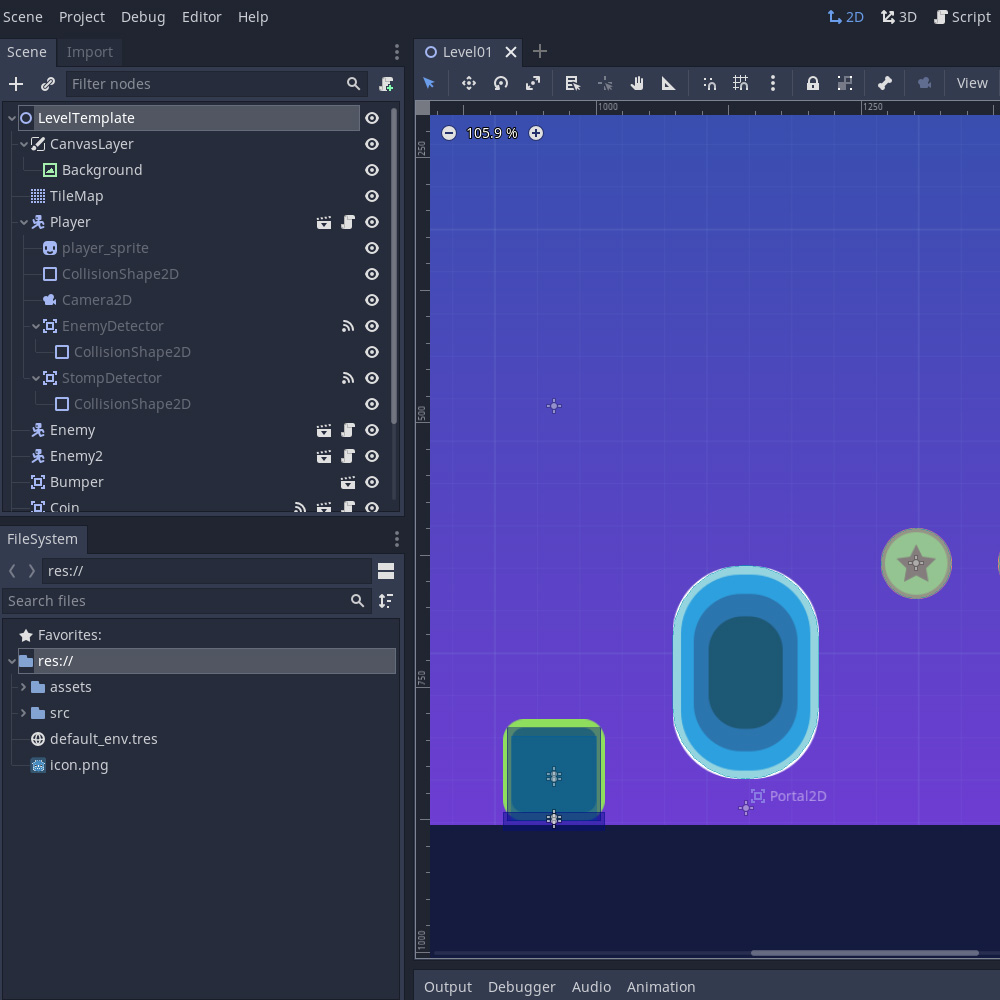 Scene Project Debug Editor Help 2D 3D Script
Scene Import Level01
Filter nodes View
LevelTemplate
CanvasLayer
Background
TileMap
Player
player_sprite
CollisionShape2D
Camera2D
EnemyDetector
CollisionShape2D
StompDetector
CollisionShape2D
Enemy
Enemy2
Bumper
Coin
1000 1250
105.9 %
250
500
750
1000
Portal2D
FileSystem
res://
Search files
Favorites:
res://
assets
src
default_env.tres
icon.png
Output Debugger Audio Animation